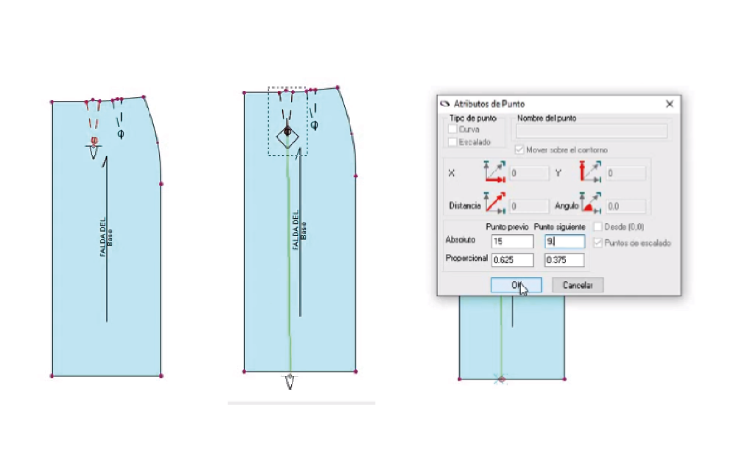 FALDA DEL
Base
FALDA DEL
Base
Atributos de Punto
Tipo de punto
Curva
Escalado
Nombre del punto
Mover sobre el contorno
X 0 Y 0
Distancia 0 Angulo 0.0
Punto previo Punto siguiente Desde (0,0)
Absoluto 15 9. Puntos de escalado
Proporcional 0.625 0.375
OK Cancelar